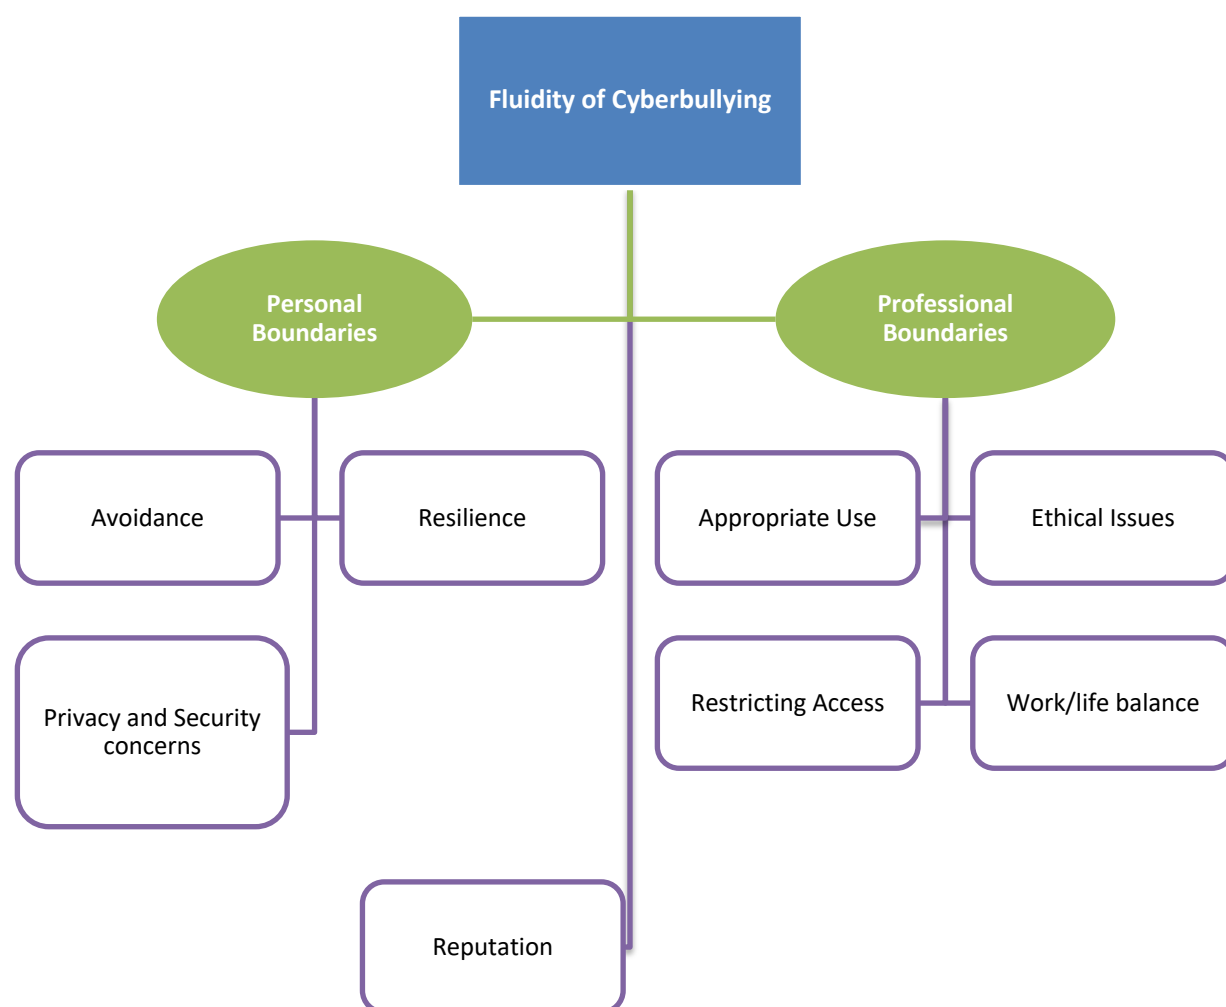 Fluidity of Cyberbullying
Personal
Boundaries
Professional
Boundaries
Avoidance
Resilience
Appropriate Use
Ethical Issues
Privacy and Security
concerns
Restricting Access
Work/life balance
Reputation